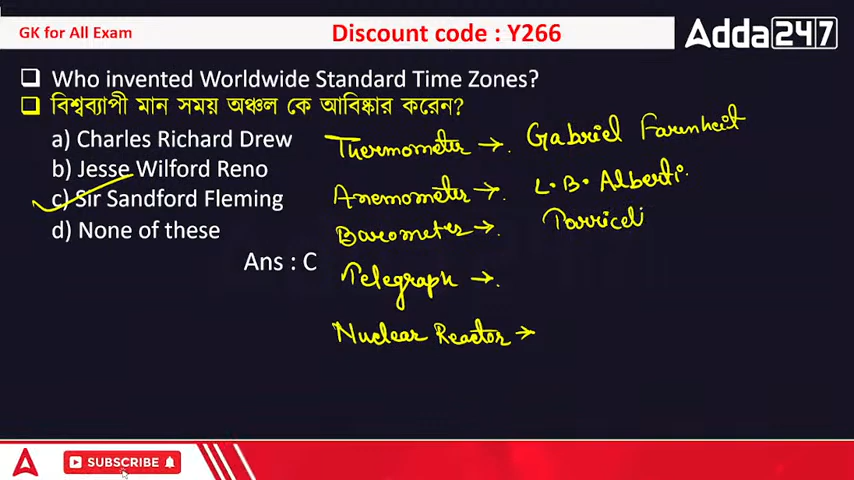 GK for All Exam
Discount code : Y266
Adda247
Who invented Worldwide Standard Time Zones?
বিশ্বব্যাপী মান সময় অঞ্চল কে আবিষ্কার করেন?
a) Charles Richard Drew
b) Jesse Wilford Reno
c) Sir Sandford Fleming
d) None of these
Ans : C
Thermometer → Gabriel Farenheit
Anemometer → L.B. Alberti
Barometer → Torriceli
Telegraph →
Nuclear Reactor →
SUBSCRIBE